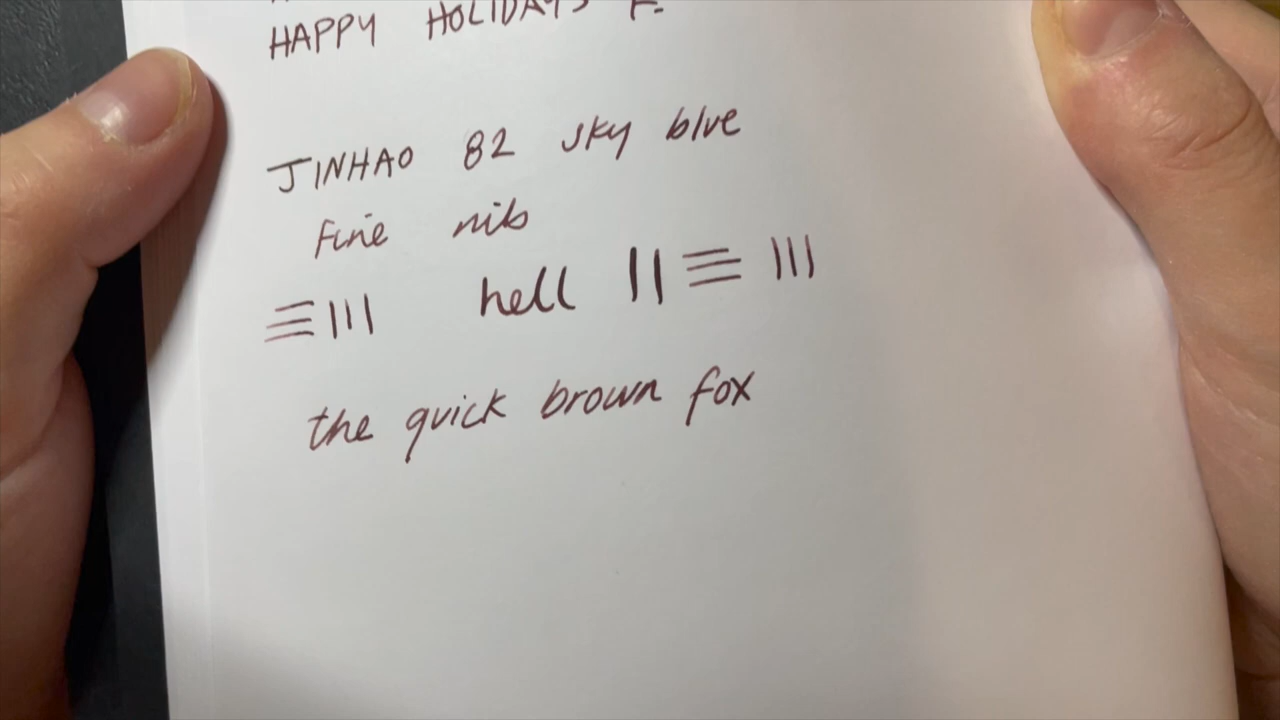 HAPPY HOLIDAYS F.
JINHAO 82 sky blue
fine nib
hell
the quick brown fox